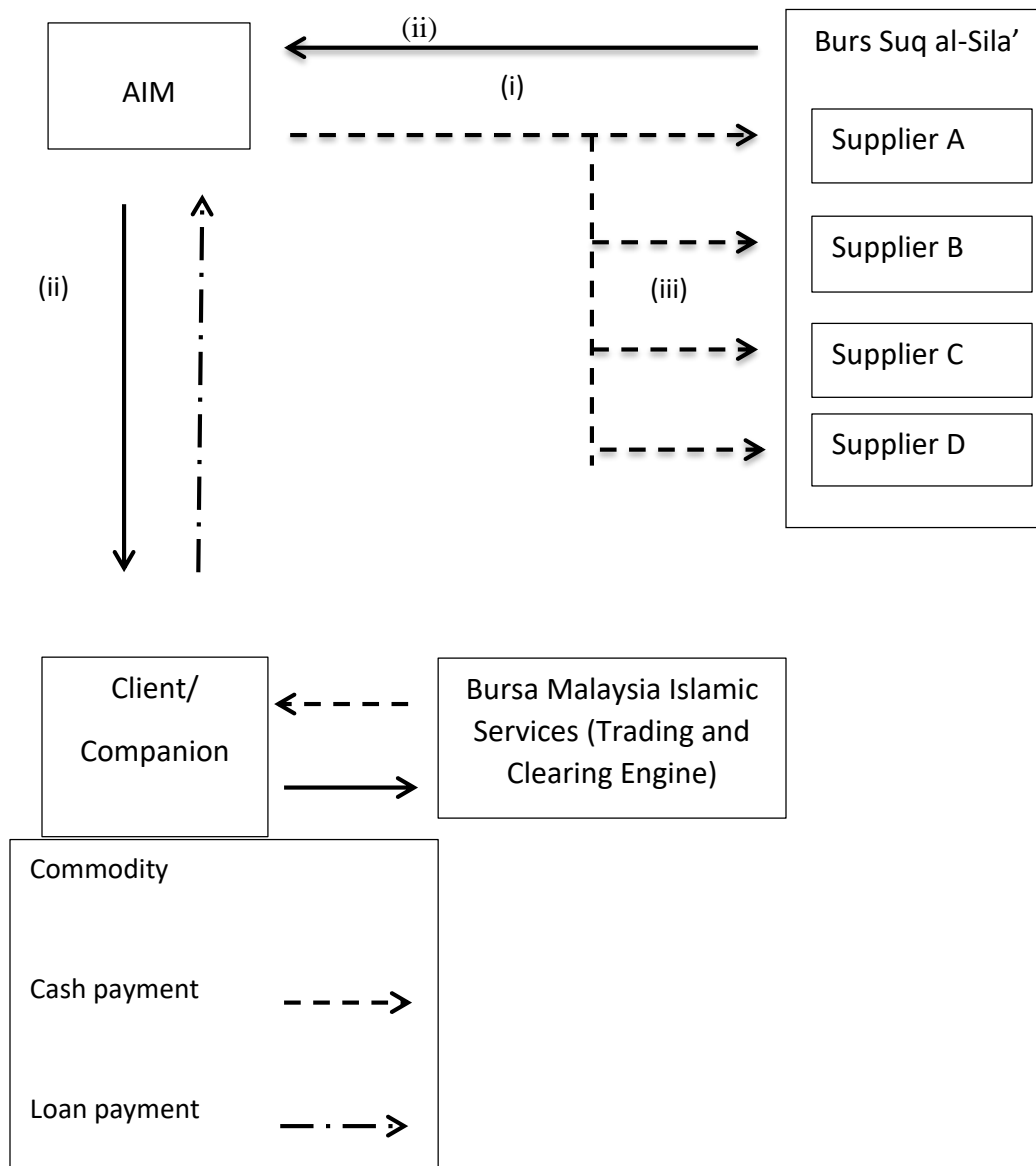 (ii)
Burs Suq al-Sila’
AIM
(i)
Supplier A
Supplier B
(ii)
(iii)
Supplier C
Supplier D
Client/
Companion
Bursa Malaysia Islamic
Services (Trading and
Clearing Engine)
Commodity
Cash payment
Loan payment